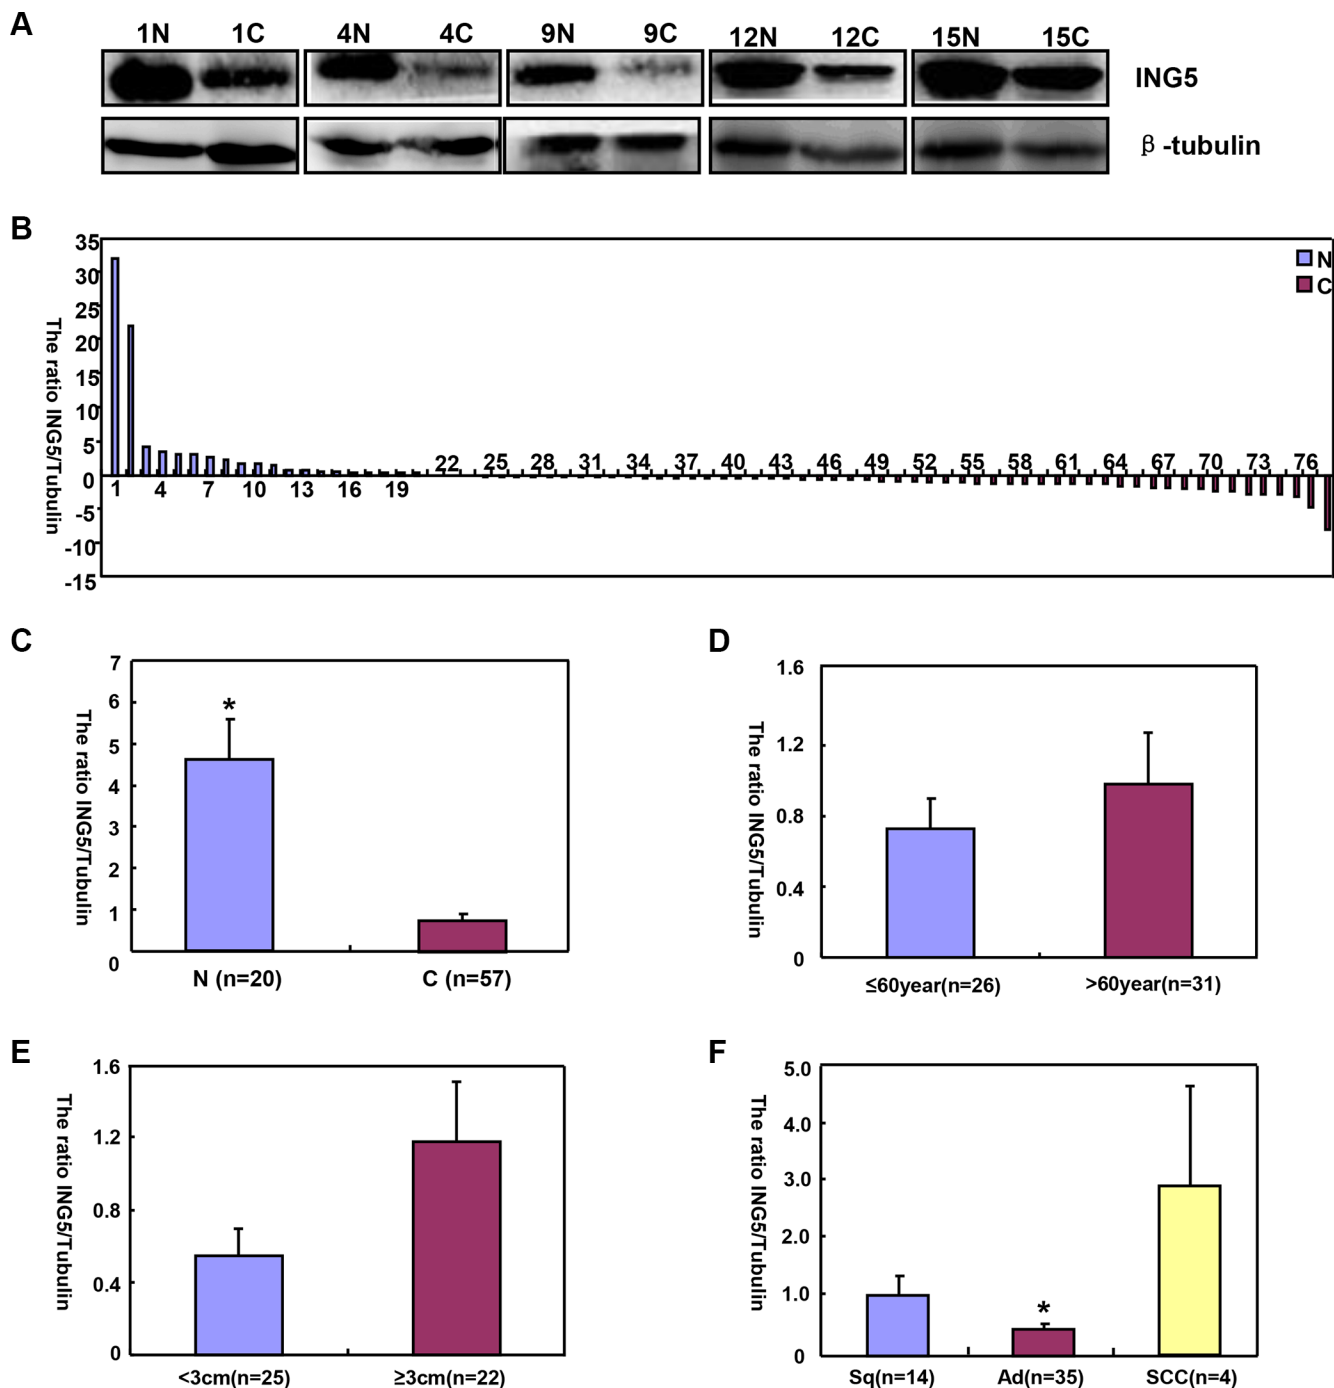 A
1N 1C 4N 4C 9N 9C 12N 12C 15N 15C
ING5
β-tubulin
B
The ratio ING5/Tubulin
35
30
25
20
15
10
5
0
-5
-10
-15
N
C
22 25 28 31 34 37 40 43 46 49 52 55 58 61 64 67 70 73 76
1 4 7 10 13 16 19
C
The ratio ING5/Tubulin
7
6
5
4
3
2
1
0
*
N (n=20) C (n=57)
D
The ratio ING5/Tubulin
1.6
1.2
0.8
0.4
0
≤60year(n=26) >60year(n=31)
E
The ratio ING5/Tubulin
1.6
1.2
0.8
0.4
0
<3cm(n=25) ≥3cm(n=22)
F
The ratio ING5/Tubulin
5.0
4.0
3.0
2.0
1.0
0
*
Sq(n=14) Ad(n=35) SCC(n=4)